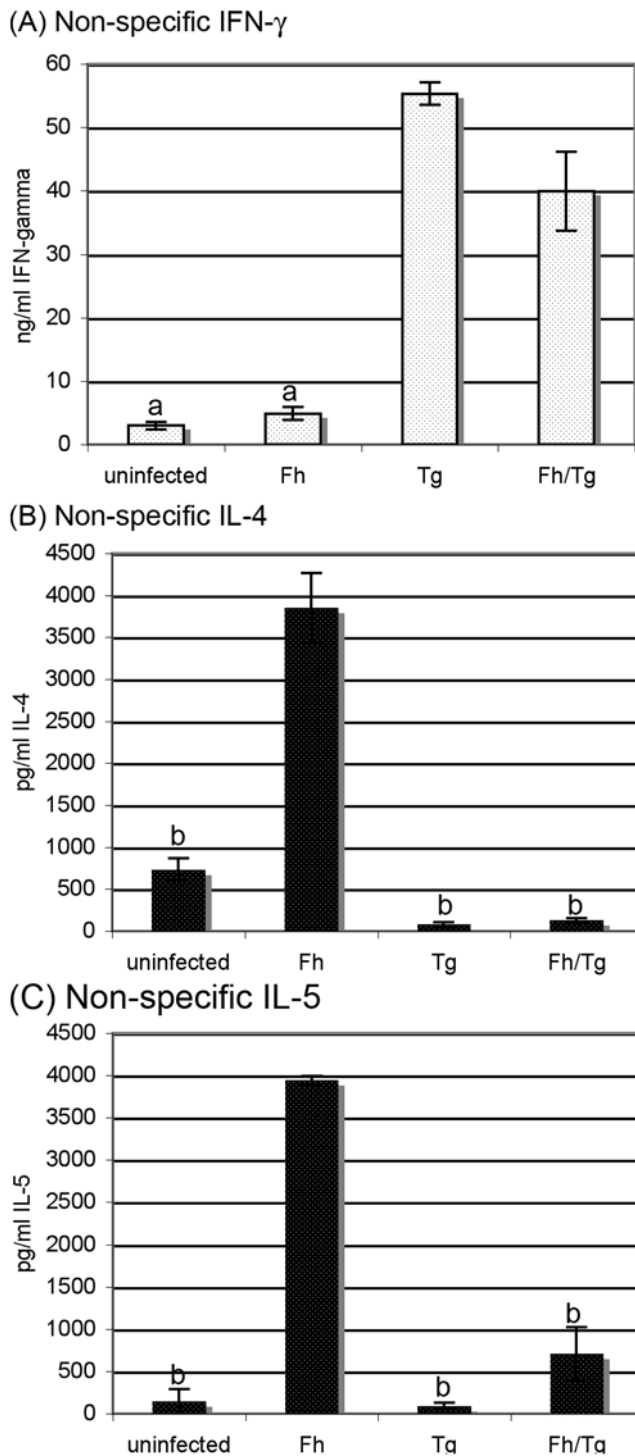 (A) Non-specific IFN-γ
60
50
40
30
20
10
0
ng/ml IFN-gamma
a
a
uninfected Fh Tg Fh/Tg
(B) Non-specific IL-4
4500
4000
3500
3000
2500
2000
1500
1000
500
0
pg/ml IL-4
b
b
b
uninfected Fh Tg Fh/Tg
(C) Non-specific IL-5
4500
4000
3500
3000
2500
2000
1500
1000
500
0
pg/ml IL-5
b
b
b
uninfected Fh Tg Fh/Tg